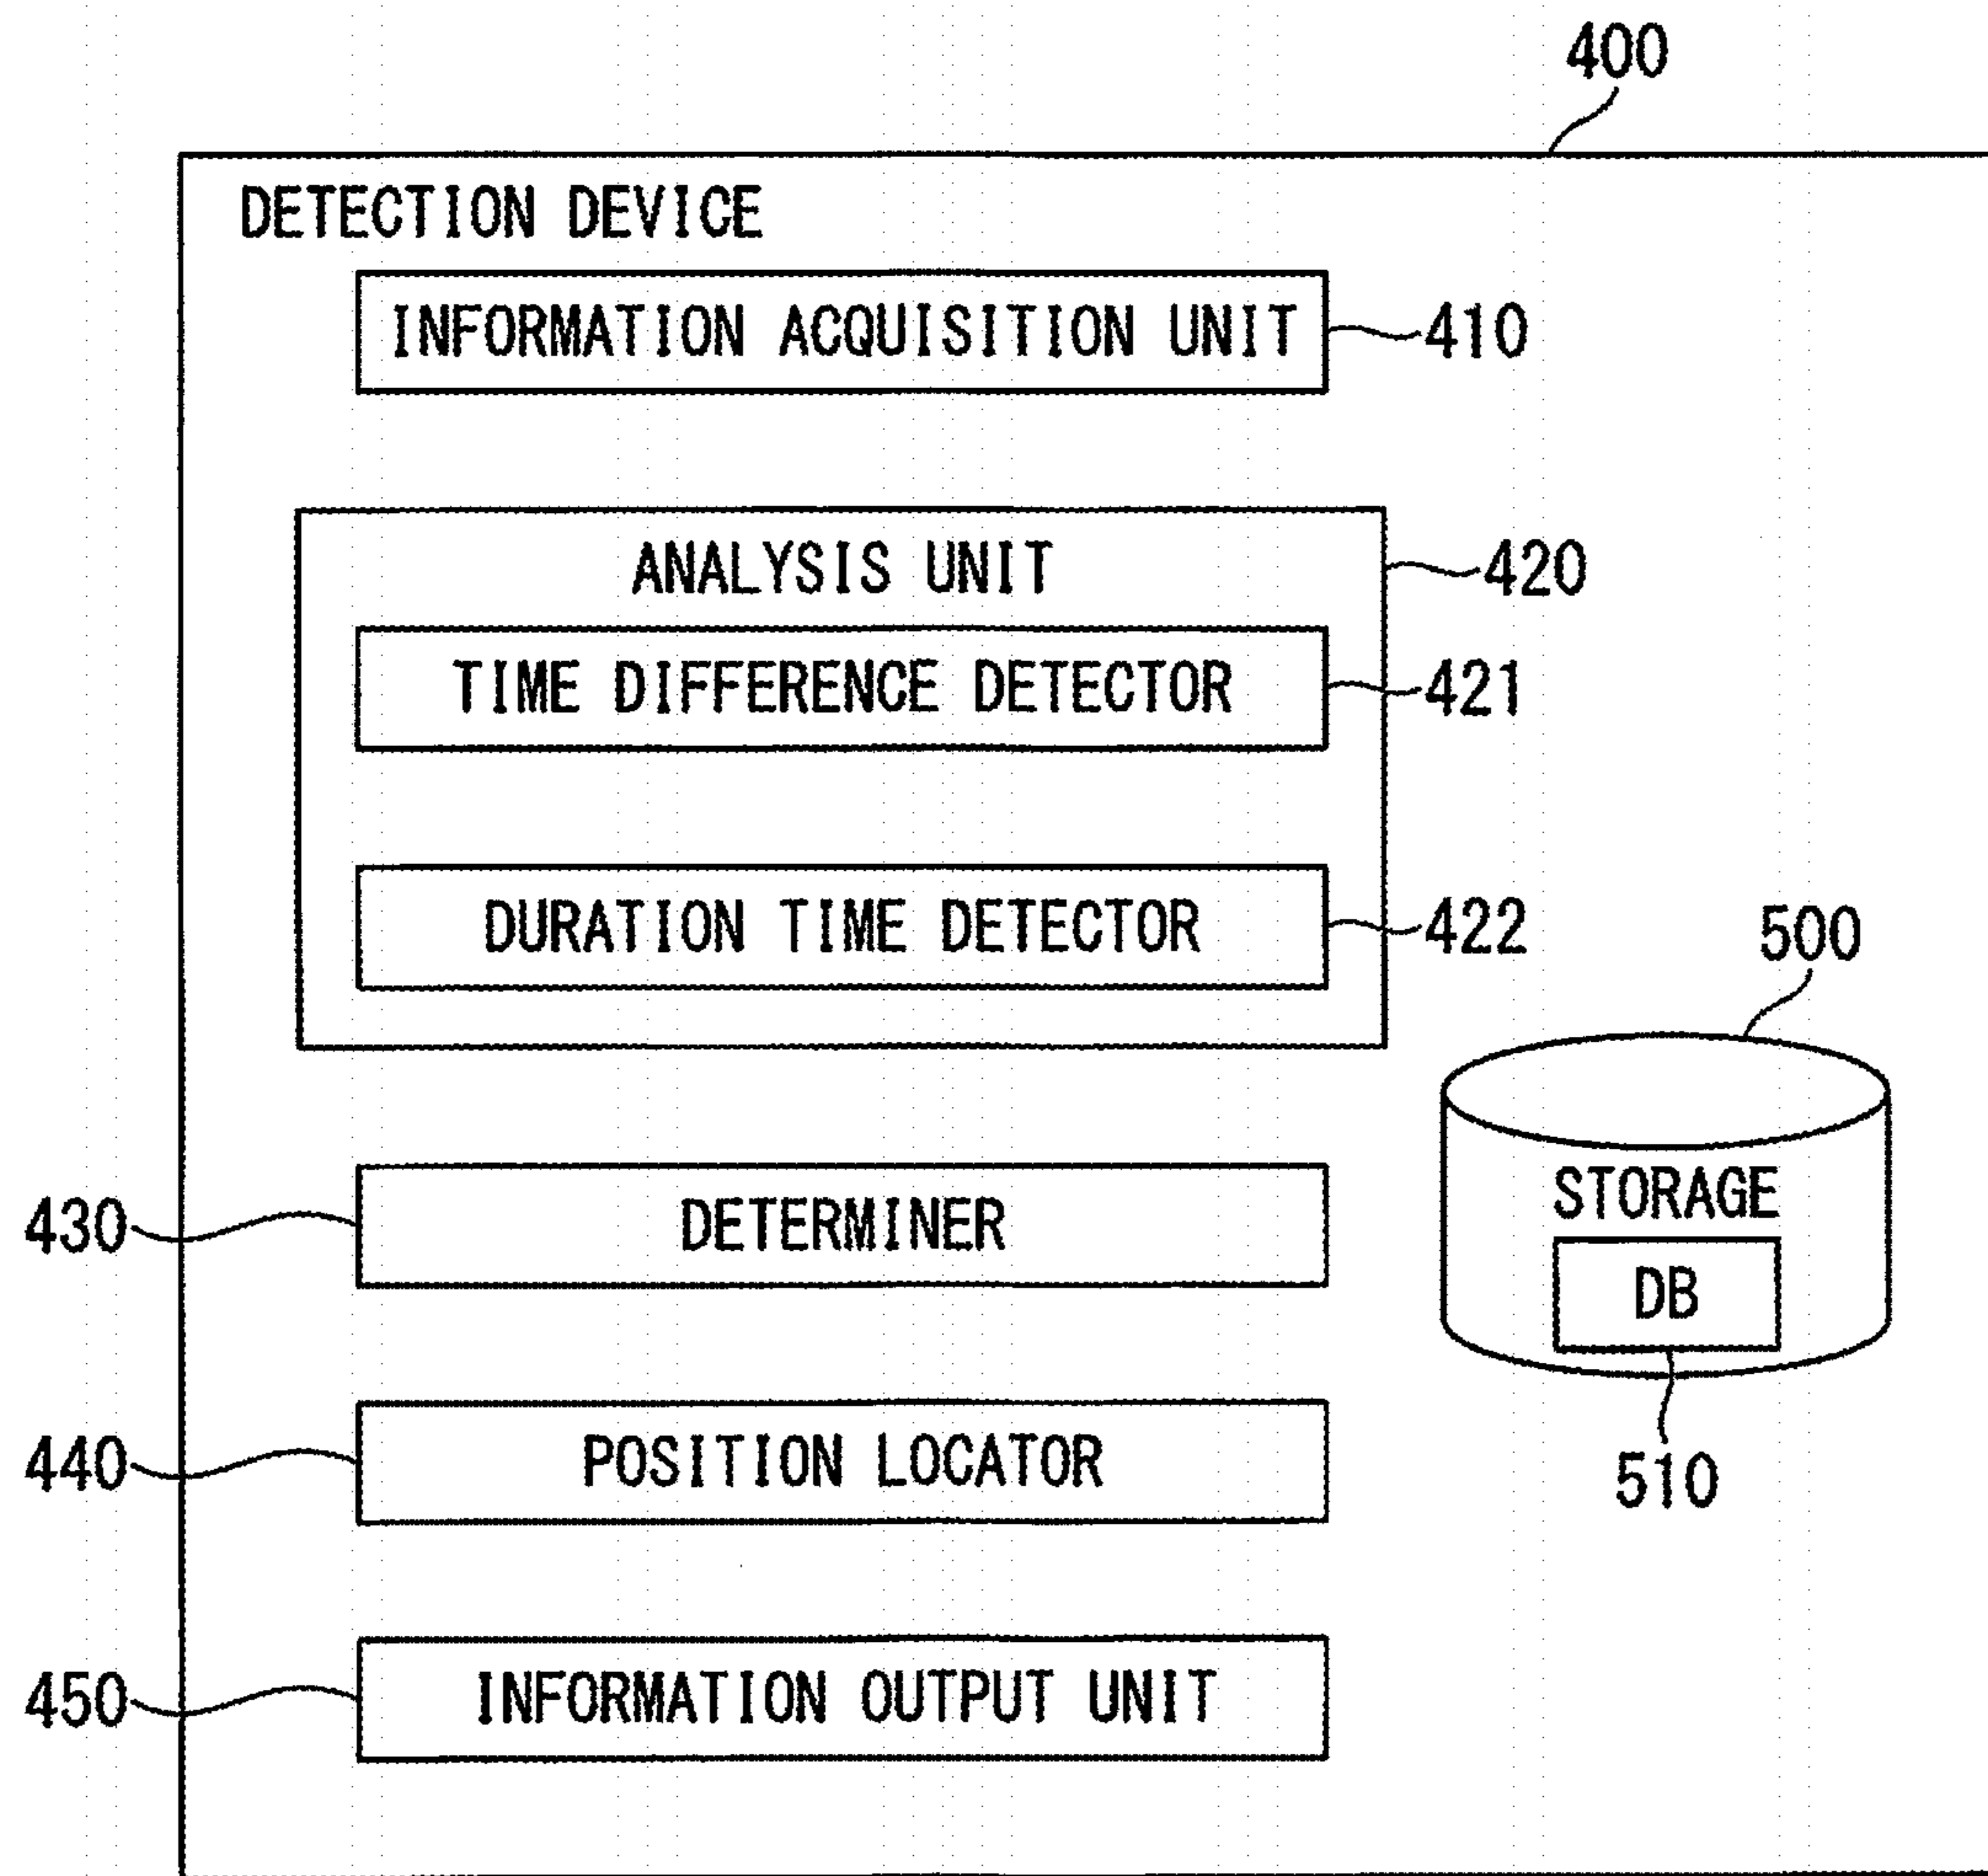 400
DETECTION DEVICE
INFORMATION ACQUISITION UNIT
410
ANALYSIS UNIT
420
TIME DIFFERENCE DETECTOR
421
DURATION TIME DETECTOR
422
500
STORAGE
DB
510
430
DETERMINER
440
POSITION LOCATOR
450
INFORMATION OUTPUT UNIT